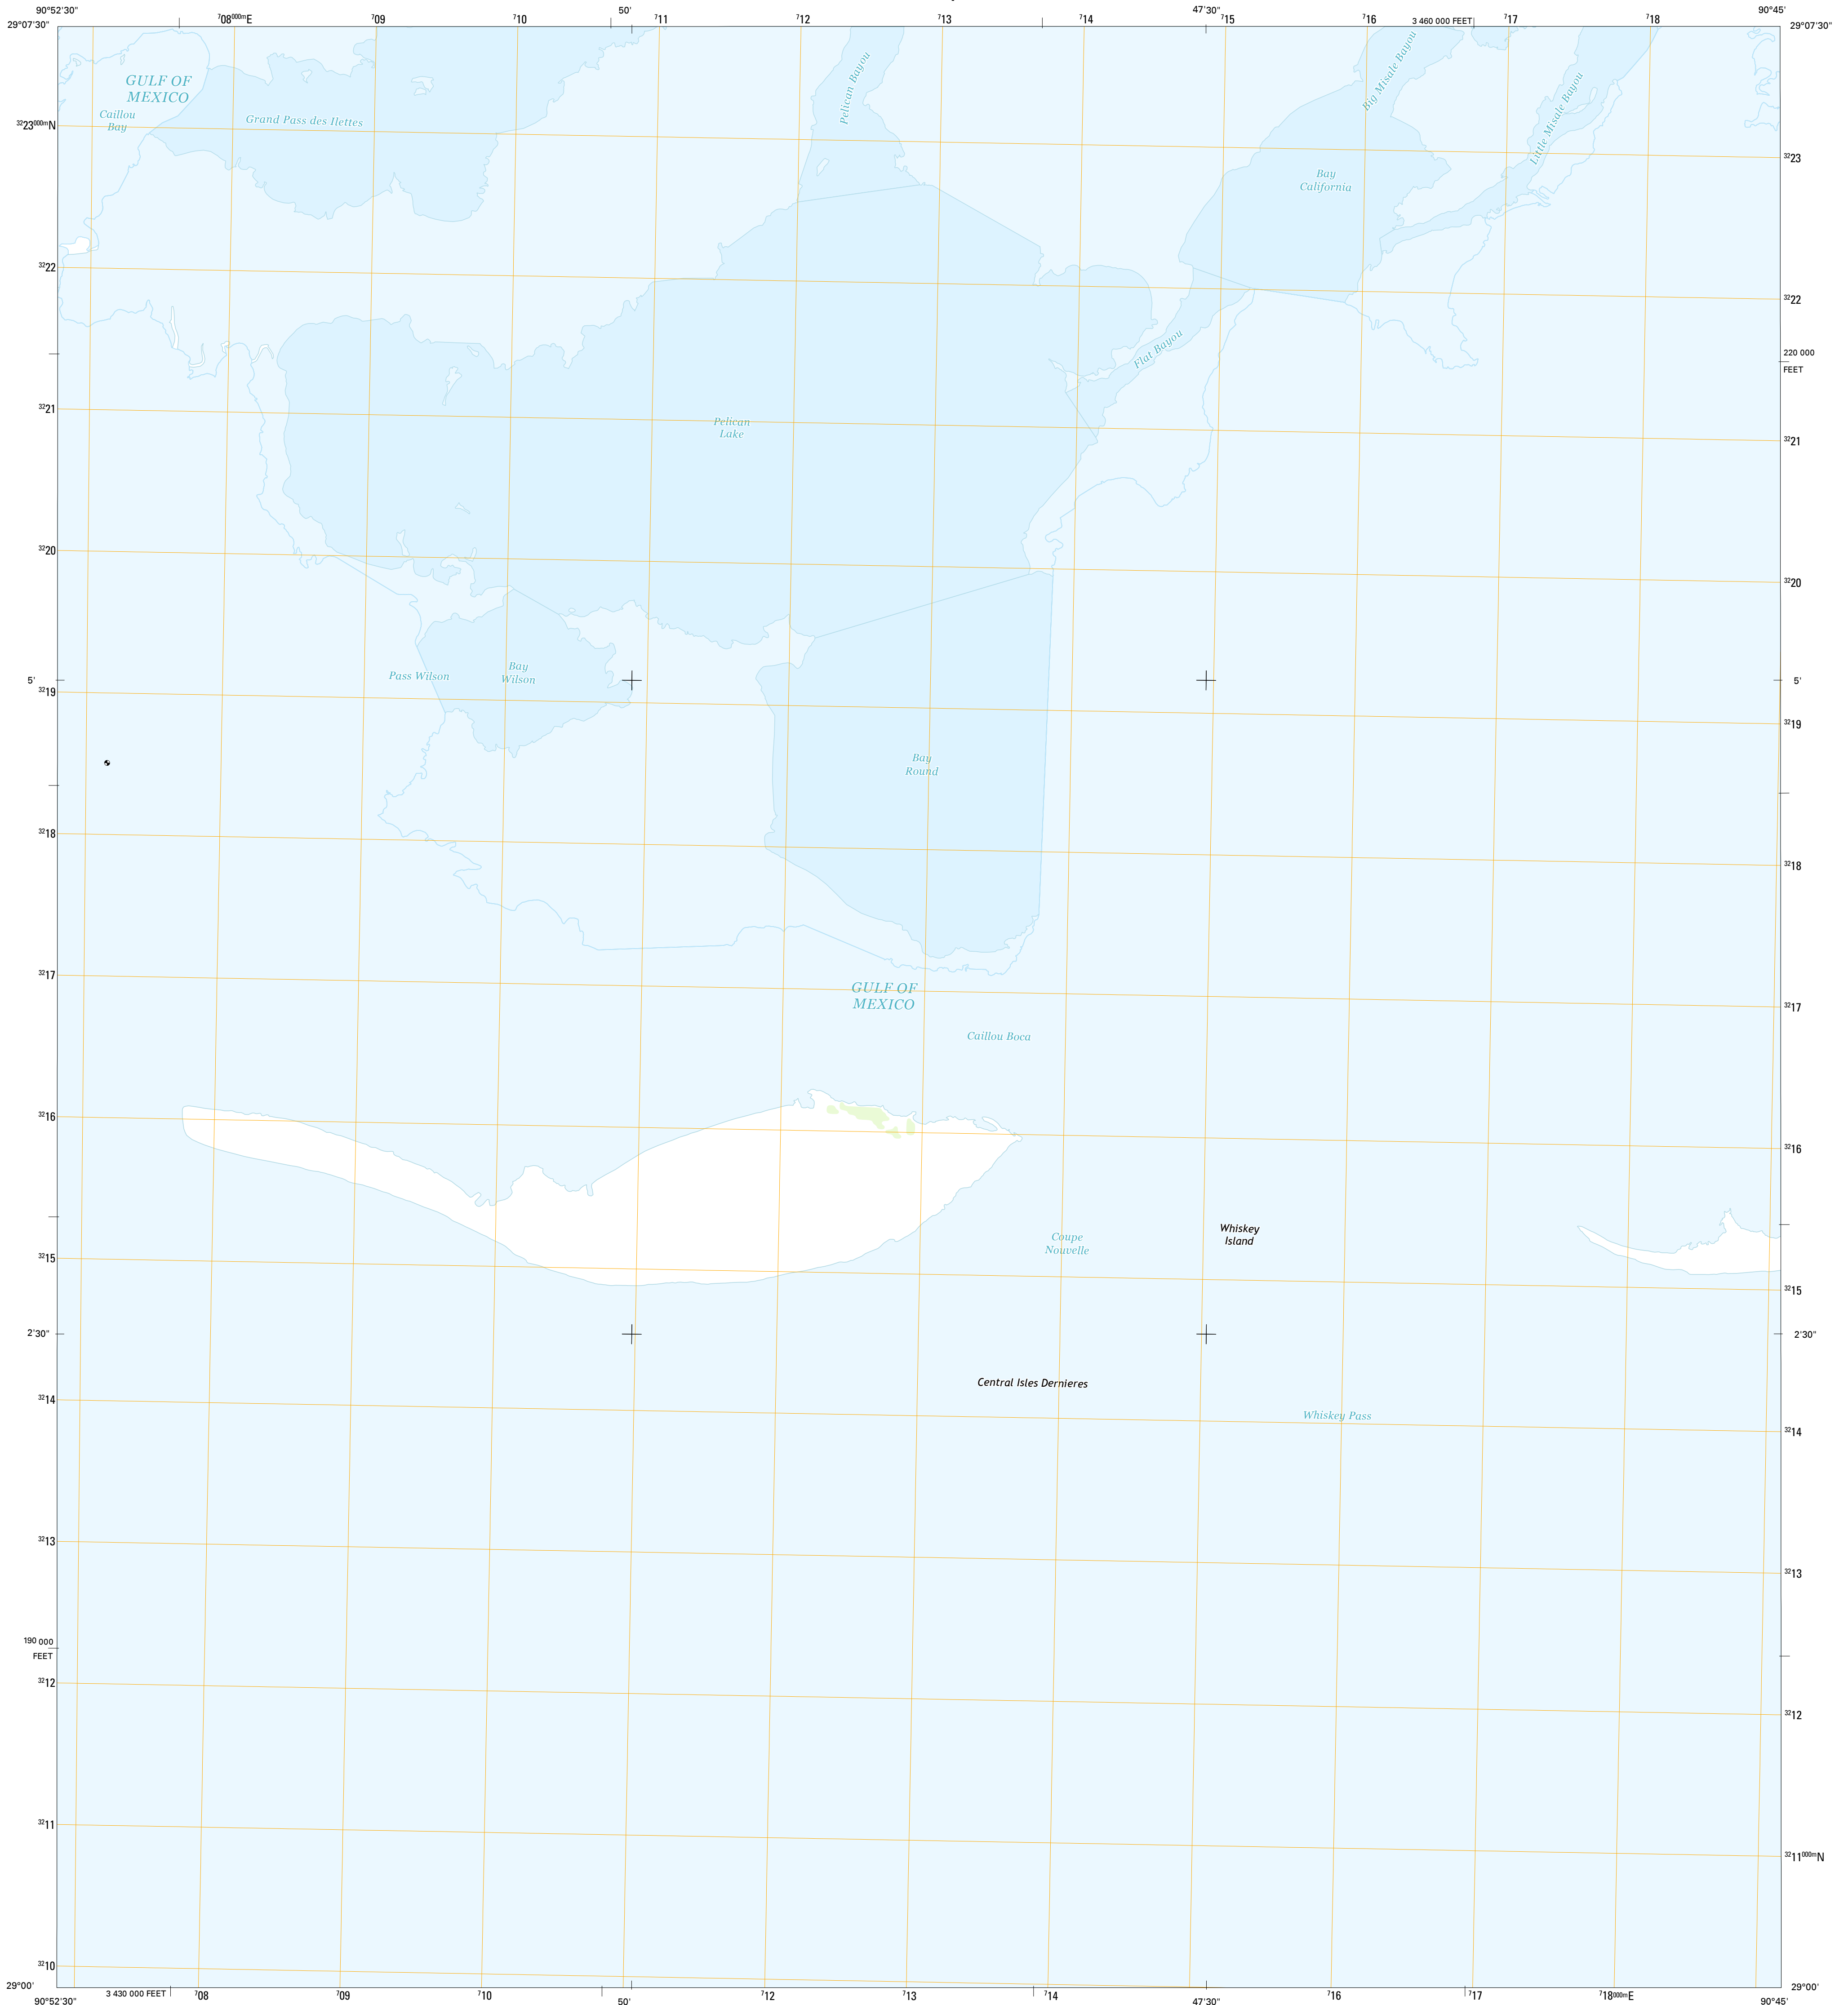 90°52'30"
⁷08⁰⁰⁰ᵐE
⁷09
⁷10
50'
⁷11
⁷12
⁷13
⁷14
47'30"
⁷15
⁷16
3 460 000 FEET
⁷17
⁷18
90°45'
29°07'30"
29°07'30"
GULF OF
MEXICO
Caillou
Bay
Grand Pass des Ilettes
Pelican Bayou
Big Misale Bayou
Little Misale Bayou
³²23⁰⁰⁰ᵐN
³²23
Bay
California
³²22
³²22
Flat Bayou
220 000
FEET
³²21
Pelican
Lake
³²21
³²20
³²20
Pass Wilson
Bay
Wilson
5'
5'
³²19
³²19
Bay
Round
³²18
³²18
³²17
GULF OF
MEXICO
³²17
Caillou Boca
³²16
³²16
Whiskey
Island
Coupe
Nouvelle
³²15
³²15
2'30"
2'30"
Central Isles Dernieres
³²14
Whiskey Pass
³²14
³²13
³²13
190 000
FEET
³²12
³²12
³²11
³²11⁰⁰⁰ᵐN
³²10
29°00'
29°00'
90°52'30"
3 430 000 FEET
⁷08
⁷09
⁷10
50'
⁷12
⁷13
⁷14
47'30"
⁷16
⁷17
⁷18⁰⁰⁰ᵐE
90°45'